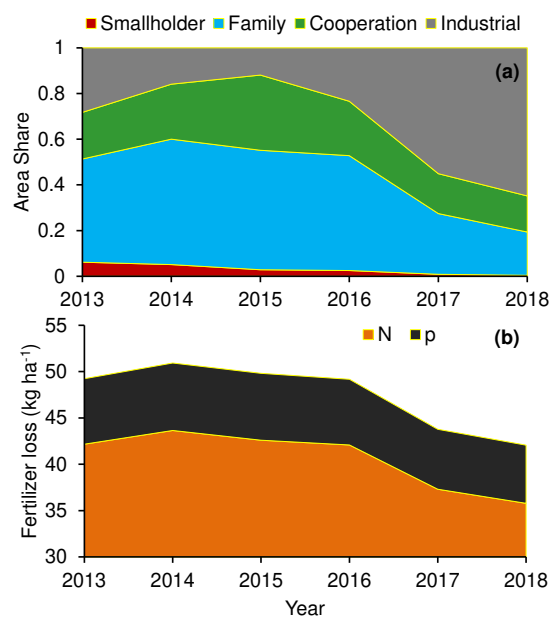 Smallholder Family Cooperation Industrial
(a)
Area Share
1
0.8
0.6
0.4
0.2
0
2013 2014 2015 2016 2017 2018
N p (b)
Fertilizer loss (kg ha⁻¹)
55
50
45
40
35
30
2013 2014 2015 2016 2017 2018
Year